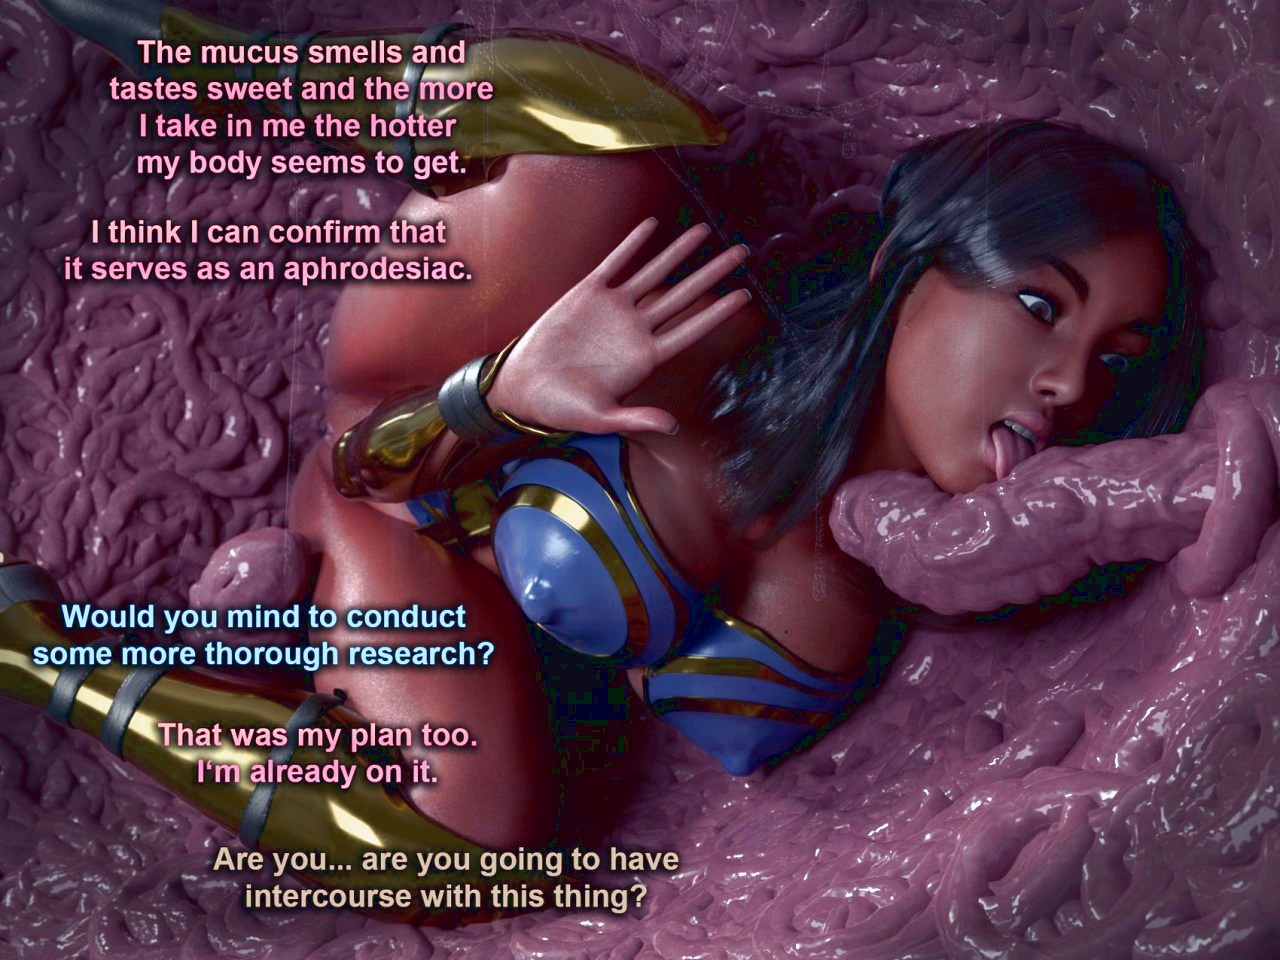 The mucus smells and
tastes sweet and the more
I take in me the hotter
my body seems to get.
I think I can confirm that
it serves as an aphrodesiac.
Would you mind to conduct
some more thorough research?
That was my plan too.
I‘m already on it.
Are you... are you going to have
intercourse with this thing?